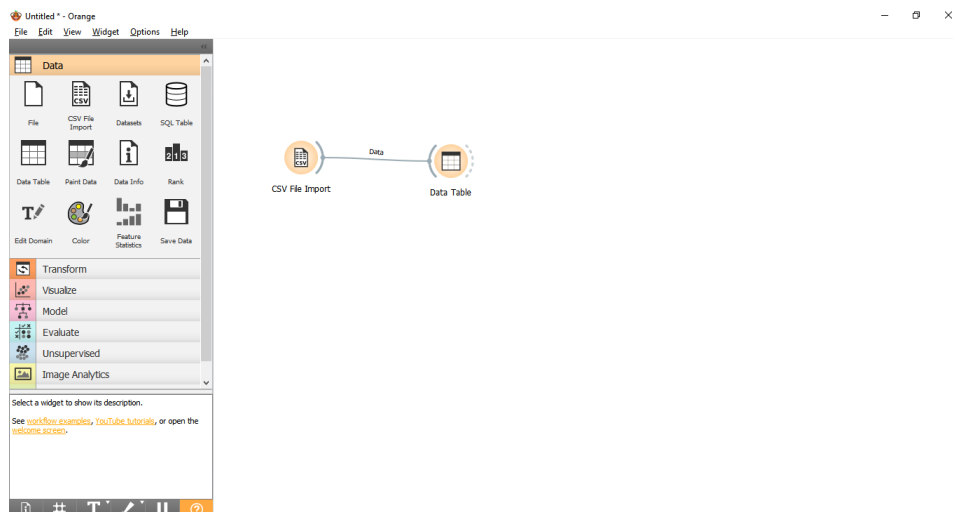 Untitled * - Orange
File Edit View Widget Options Help
Data
File
CSV File
Import
Datasets
SQL Table
Data Table
Paint Data
Data Info
Rank
Edit Domain
Color
Feature
Statistics
Save Data
Transform
Visualize
Model
Evaluate
Unsupervised
Image Analytics
Select a widget to show its description.
See workflow examples, YouTube tutorials, or open the
welcome screen.
CSV File Import
Data
Data Table